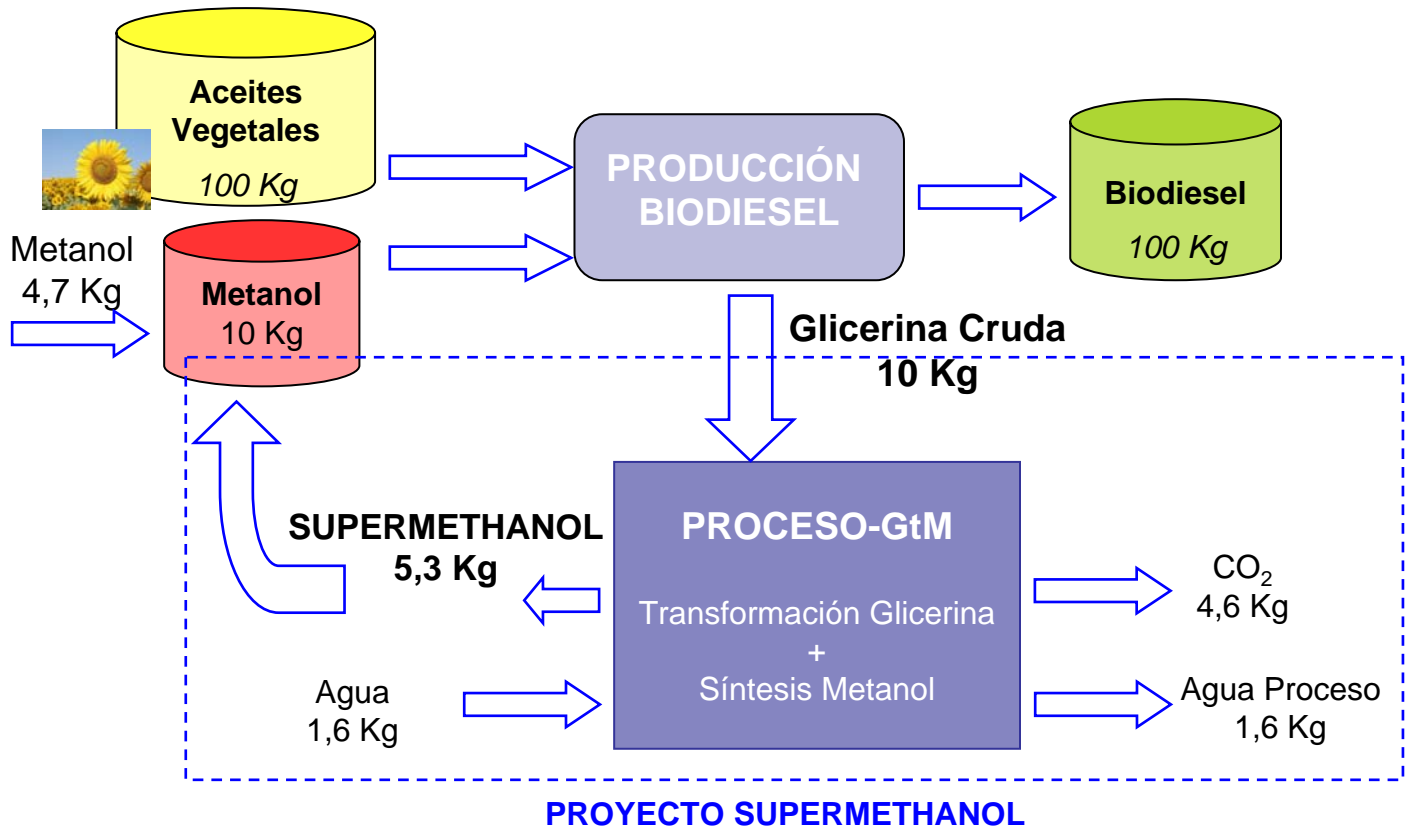 Aceites
Vegetales
100 Kg
Metanol
4,7 Kg
Metanol
10 Kg
PRODUCCIÓN
BIODIESEL
Biodiesel
100 Kg
Glicerina Cruda
10 Kg
SUPERMETHANOL
5,3 Kg
PROCESO-GtM
Transformación Glicerina
+
Síntesis Metanol
CO₂
4,6 Kg
Agua
1,6 Kg
Agua Proceso
1,6 Kg
PROYECTO SUPERMETHANOL